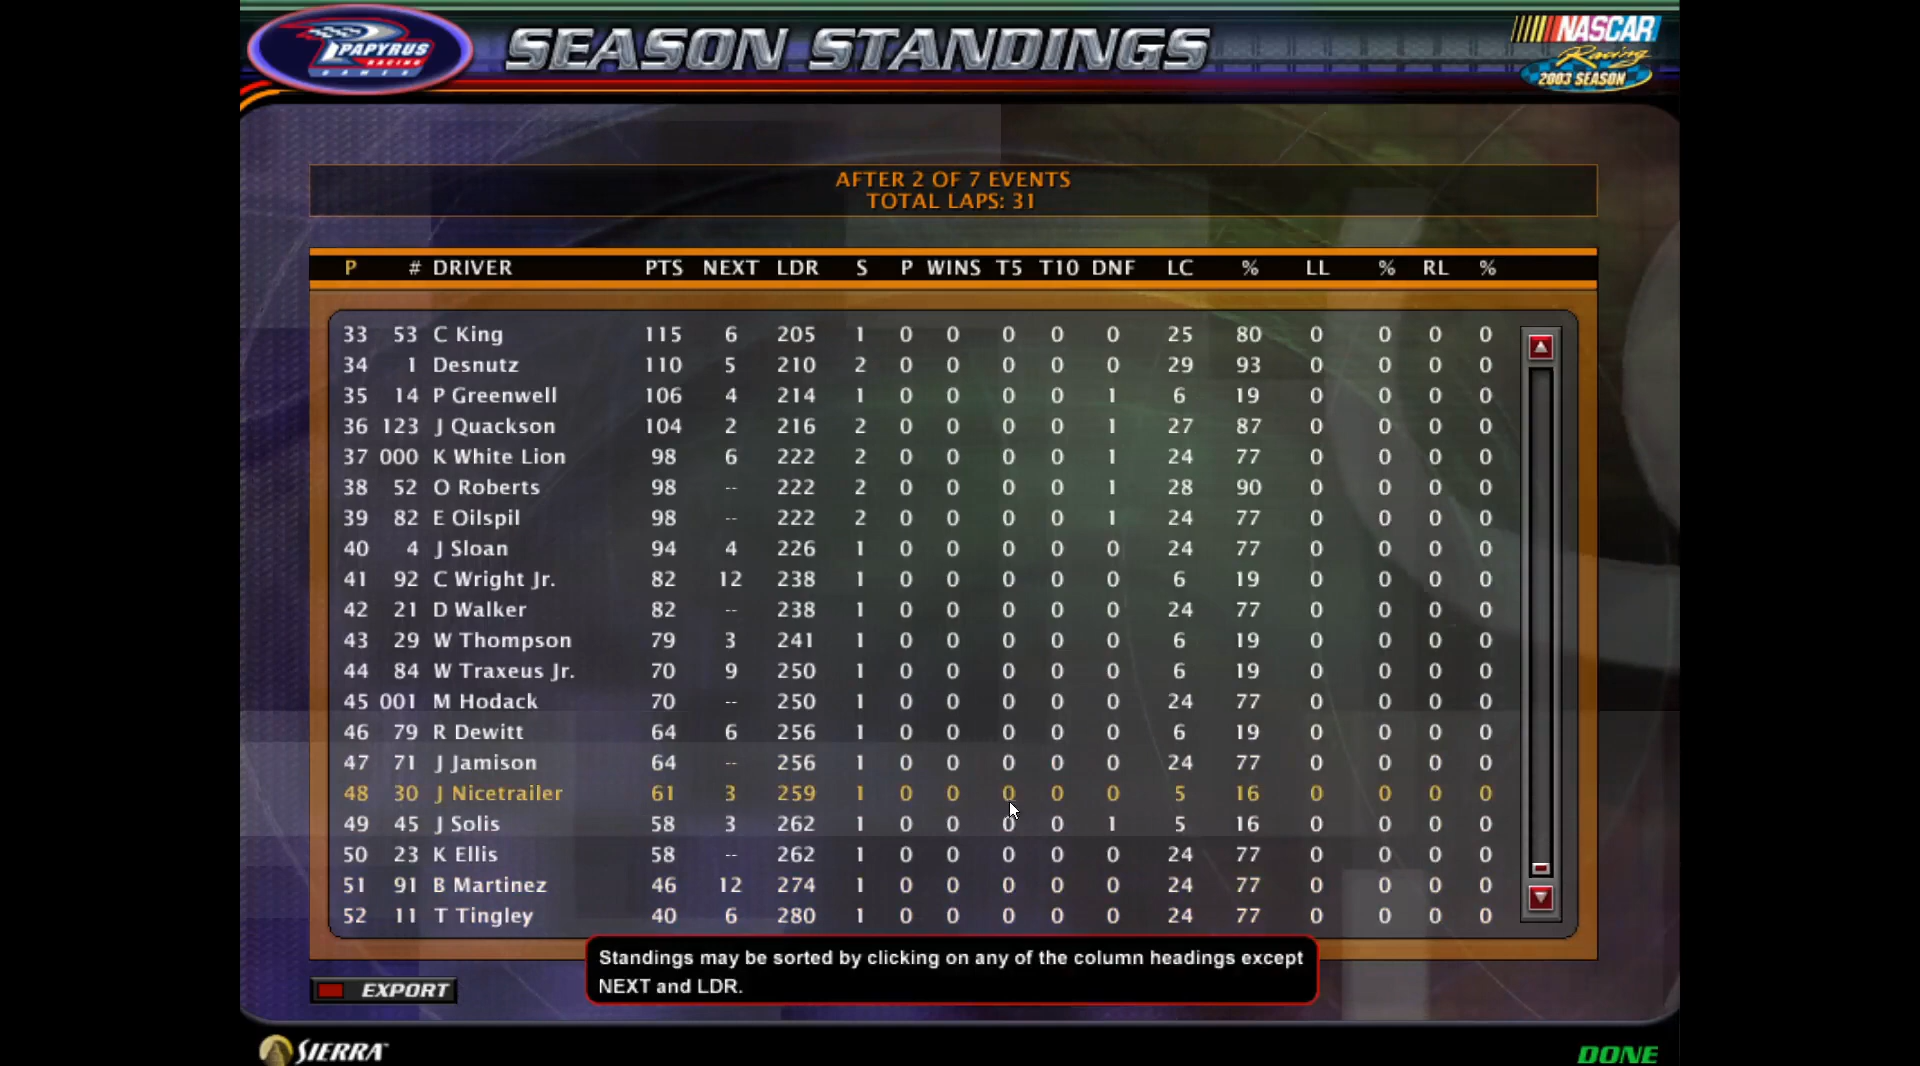 PAPYRUS
RACING
GAMES
SEASON STANDINGS
NASCAR
Racing
2003 SEASON
AFTER 2 OF 7 EVENTS
TOTAL LAPS: 31
P # DRIVER PTS NEXT LDR S P WINS T5 T10 DNF LC % LL % RL %
33 53 C King 115 6 205 1 0 0 0 0 0 25 80 0 0 0 0
34 1 Desnutz 110 5 210 2 0 0 0 0 0 29 93 0 0 0 0
35 14 P Greenwell 106 4 214 1 0 0 0 0 1 6 19 0 0 0 0
36 123 J Quackson 104 2 216 2 0 0 0 0 1 27 87 0 0 0 0
37 000 K White Lion 98 6 222 2 0 0 0 0 1 24 77 0 0 0 0
38 52 O Roberts 98 -- 222 2 0 0 0 0 1 28 90 0 0 0 0
39 82 E Oilspil 98 -- 222 2 0 0 0 0 1 24 77 0 0 0 0
40 4 J Sloan 94 4 226 1 0 0 0 0 0 24 77 0 0 0 0
41 92 C Wright Jr. 82 12 238 1 0 0 0 0 0 6 19 0 0 0 0
42 21 D Walker 82 -- 238 1 0 0 0 0 0 24 77 0 0 0 0
43 29 W Thompson 79 3 241 1 0 0 0 0 0 6 19 0 0 0 0
44 84 W Traxeus Jr. 70 9 250 1 0 0 0 0 0 6 19 0 0 0 0
45 001 M Hodack 70 -- 250 1 0 0 0 0 0 24 77 0 0 0 0
46 79 R Dewitt 64 6 256 1 0 0 0 0 0 6 19 0 0 0 0
47 71 J Jamison 64 -- 256 1 0 0 0 0 0 24 77 0 0 0 0
48 30 J Nicetrailer 61 3 259 1 0 0 0 0 0 5 16 0 0 0 0
49 45 J Solis 58 3 262 1 0 0 0 0 1 5 16 0 0 0 0
50 23 K Ellis 58 -- 262 1 0 0 0 0 0 24 77 0 0 0 0
51 91 B Martinez 46 12 274 1 0 0 0 0 0 24 77 0 0 0 0
52 11 T Tingley 40 6 280 1 0 0 0 0 0 24 77 0 0 0 0
Standings may be sorted by clicking on any of the column headings except
NEXT and LDR.
EXPORT
SIERRA
DONE